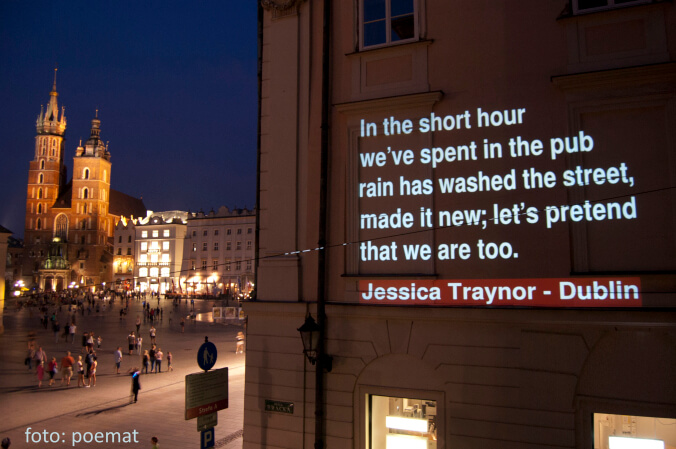 In the short hour
we've spent in the pub
rain has washed the street,
made it new; let's pretend
that we are too.
Jessica Traynor - Dublin
foto: poemat